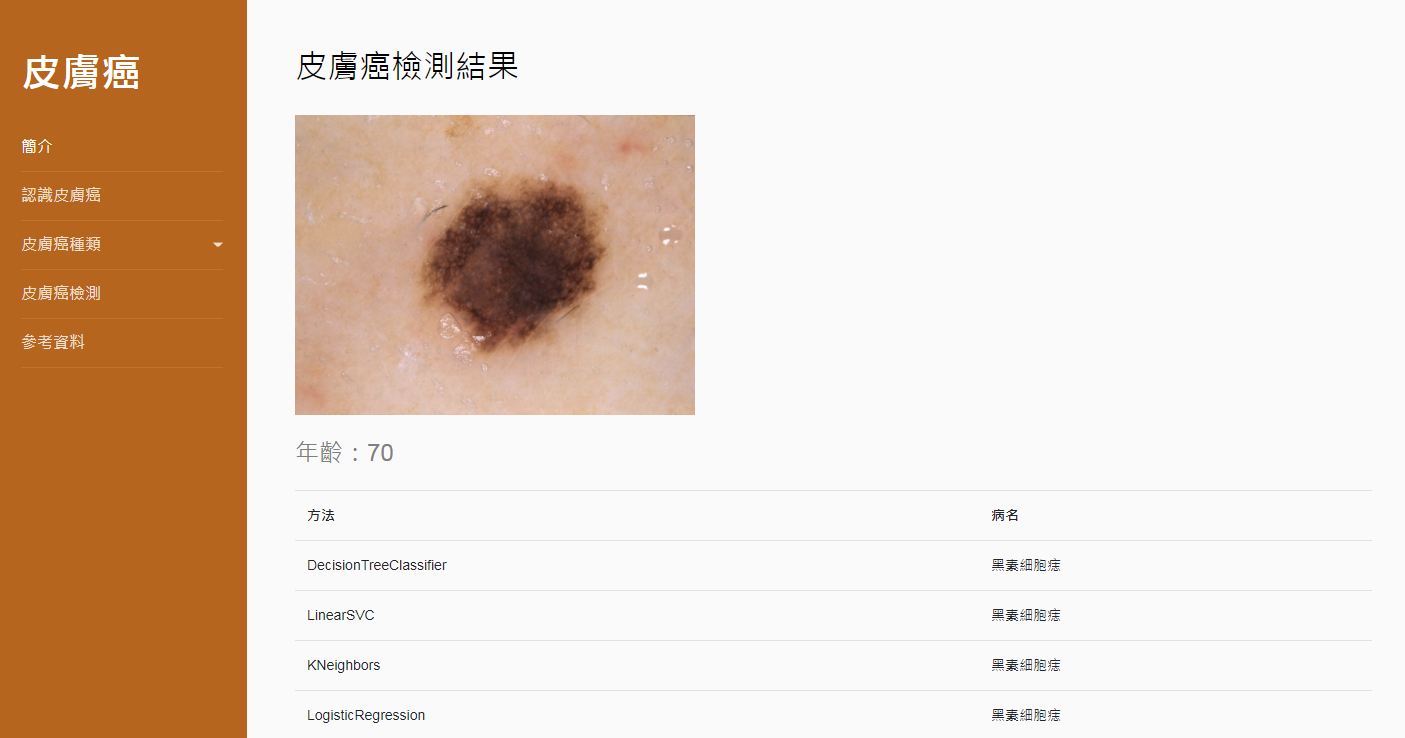 皮膚癌
簡介
認識皮膚癌
皮膚癌種類
皮膚癌檢測
參考資料
皮膚癌檢測結果
年齡：70
方法 病名
DecisionTreeClassifier 黑素細胞痣
LinearSVC 黑素細胞痣
KNeighbors 黑素細胞痣
LogisticRegression 黑素細胞痣